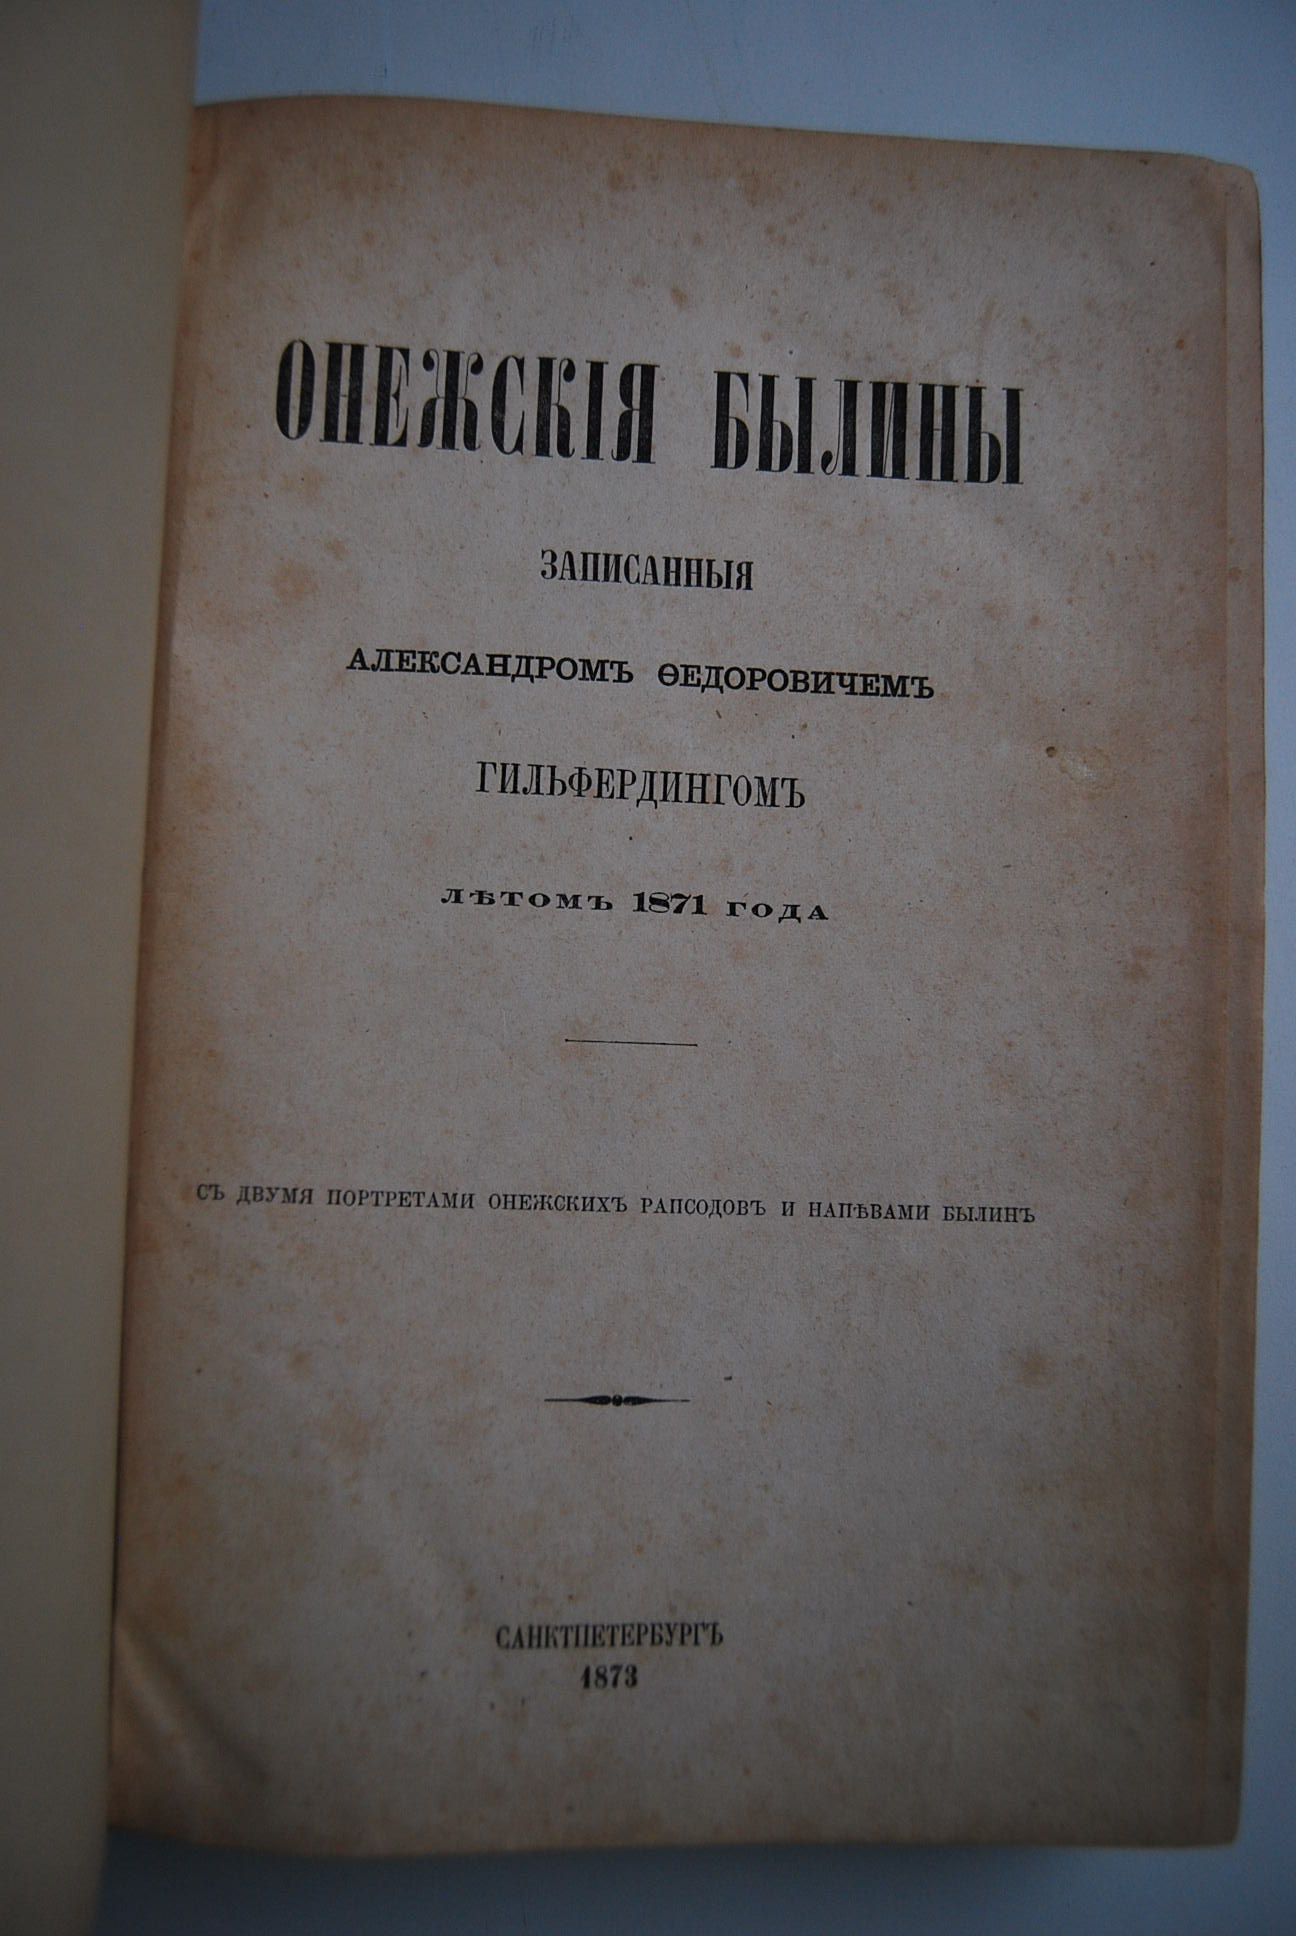 ОНЕЖСКІЯ БЫЛИНЫ
ЗАПИСАННЫЯ
АЛЕКСАНДРОМЪ ѲЕДОРОВИЧЕМЪ
ГИЛЬФЕРДИНГОМЪ
ЛѢТОМЪ 1871 ГОДА
СЪ ДВУМЯ ПОРТРЕТАМИ ОНЕЖСКИХЪ РАПСОДОВЪ И НАПѢВАМИ БЫЛИНЪ
САНКТПЕТЕРБУРГЪ
1873